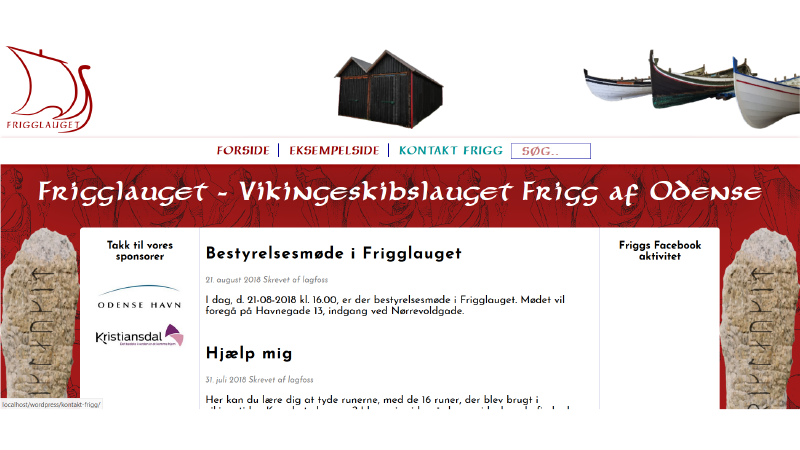 FRIGGLAUGET
FORSIDE
EKSEMPELSIDE
KONTAKT FRIGG
SØG..
Frigglauget - Vikingeskibslauget Frigg af Odense
Takk til vores
sponsorer
ODENSE HAVN
Kristiansdal
Bestyrelsesmøde i Frigglauget
21. august 2018 Skrevet af lagfoss
I dag, d. 21-08-2018 kl. 16.00, er der bestyrelsesmøde i Frigglauget. Mødet vil
foregå på Havnegade 13, indgang ved Nørrevoldgade.
Hjælp mig
31. juli 2018 Skrevet af lagfoss
Her kan du lære dig at tyde runerne, med de 16 runer, der blev brugt i
Friggs Facebook
aktivitet
localhost/wordpress/kontakt-frigg/